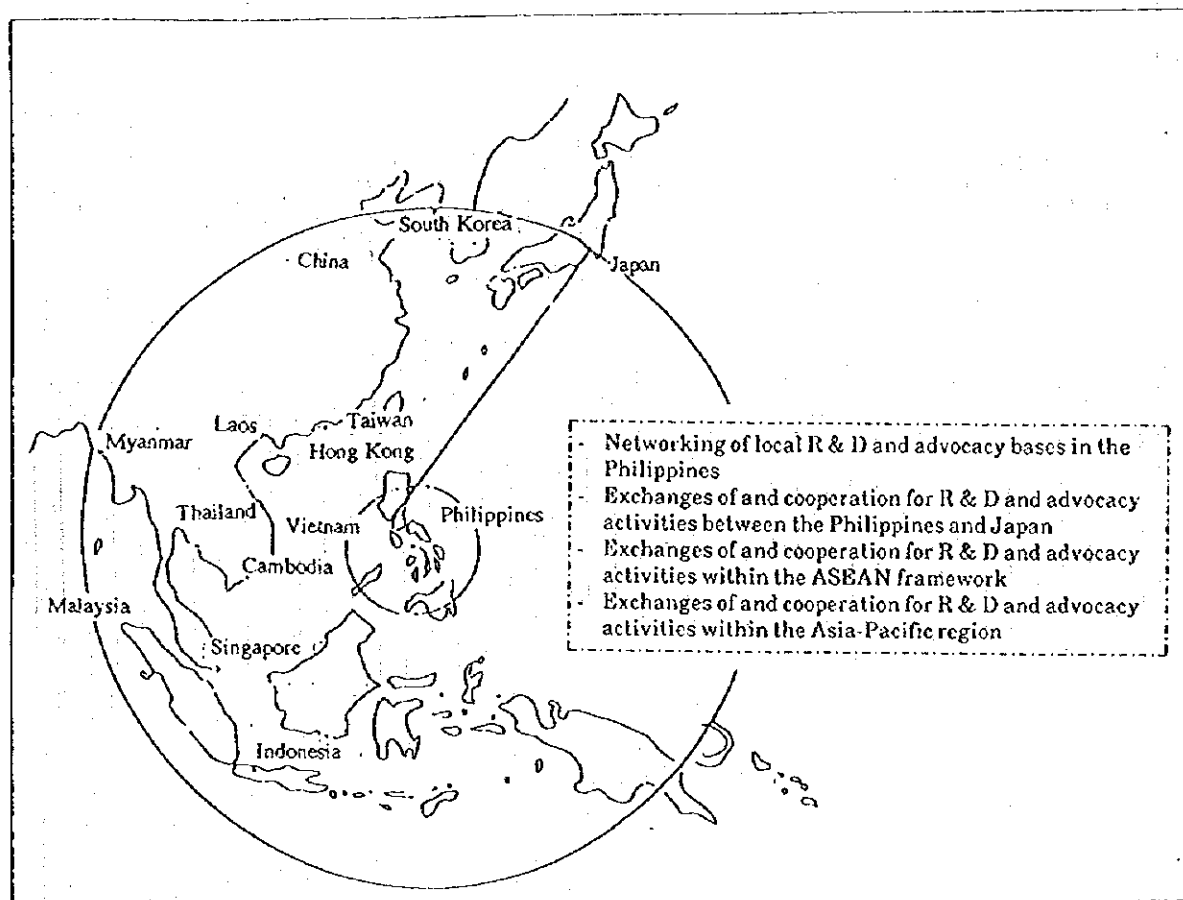 South Korea
China
Japan
Laos
Taiwan
Myanmar
Hong Kong
Thailand
Vietnam
Philippines
Cambodia
Malaysia
Singapore
Indonesia
- Networking of local R & D and advocacy bases in the
Philippines
- Exchanges of and cooperation for R & D and advocacy
activities between the Philippines and Japan
- Exchanges of and cooperation for R & D and advocacy
activities within the ASEAN framework
- Exchanges of and cooperation for R & D and advocacy
activities within the Asia-Pacific region